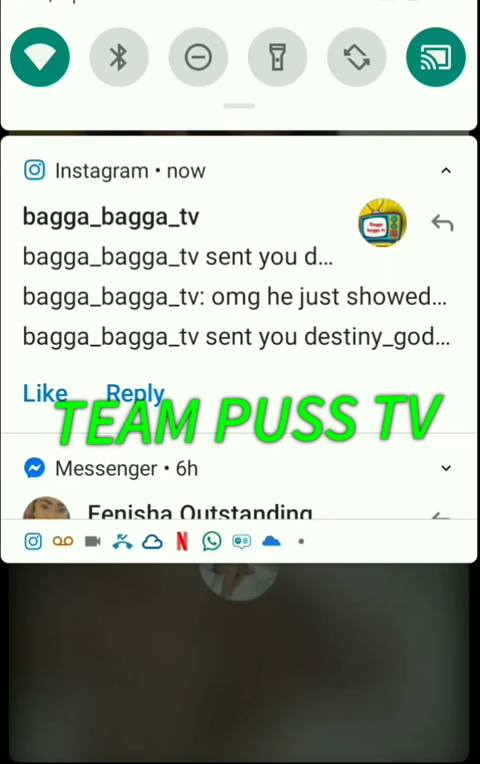 Instagram • now
bagga_bagga_tv
bagga_bagga_tv sent you d...
bagga_bagga_tv: omg he just showed...
bagga_bagga_tv sent you destiny_god...
Like Reply
TEAM PUSS TV
Messenger • 6h
Fenisha Outstanding